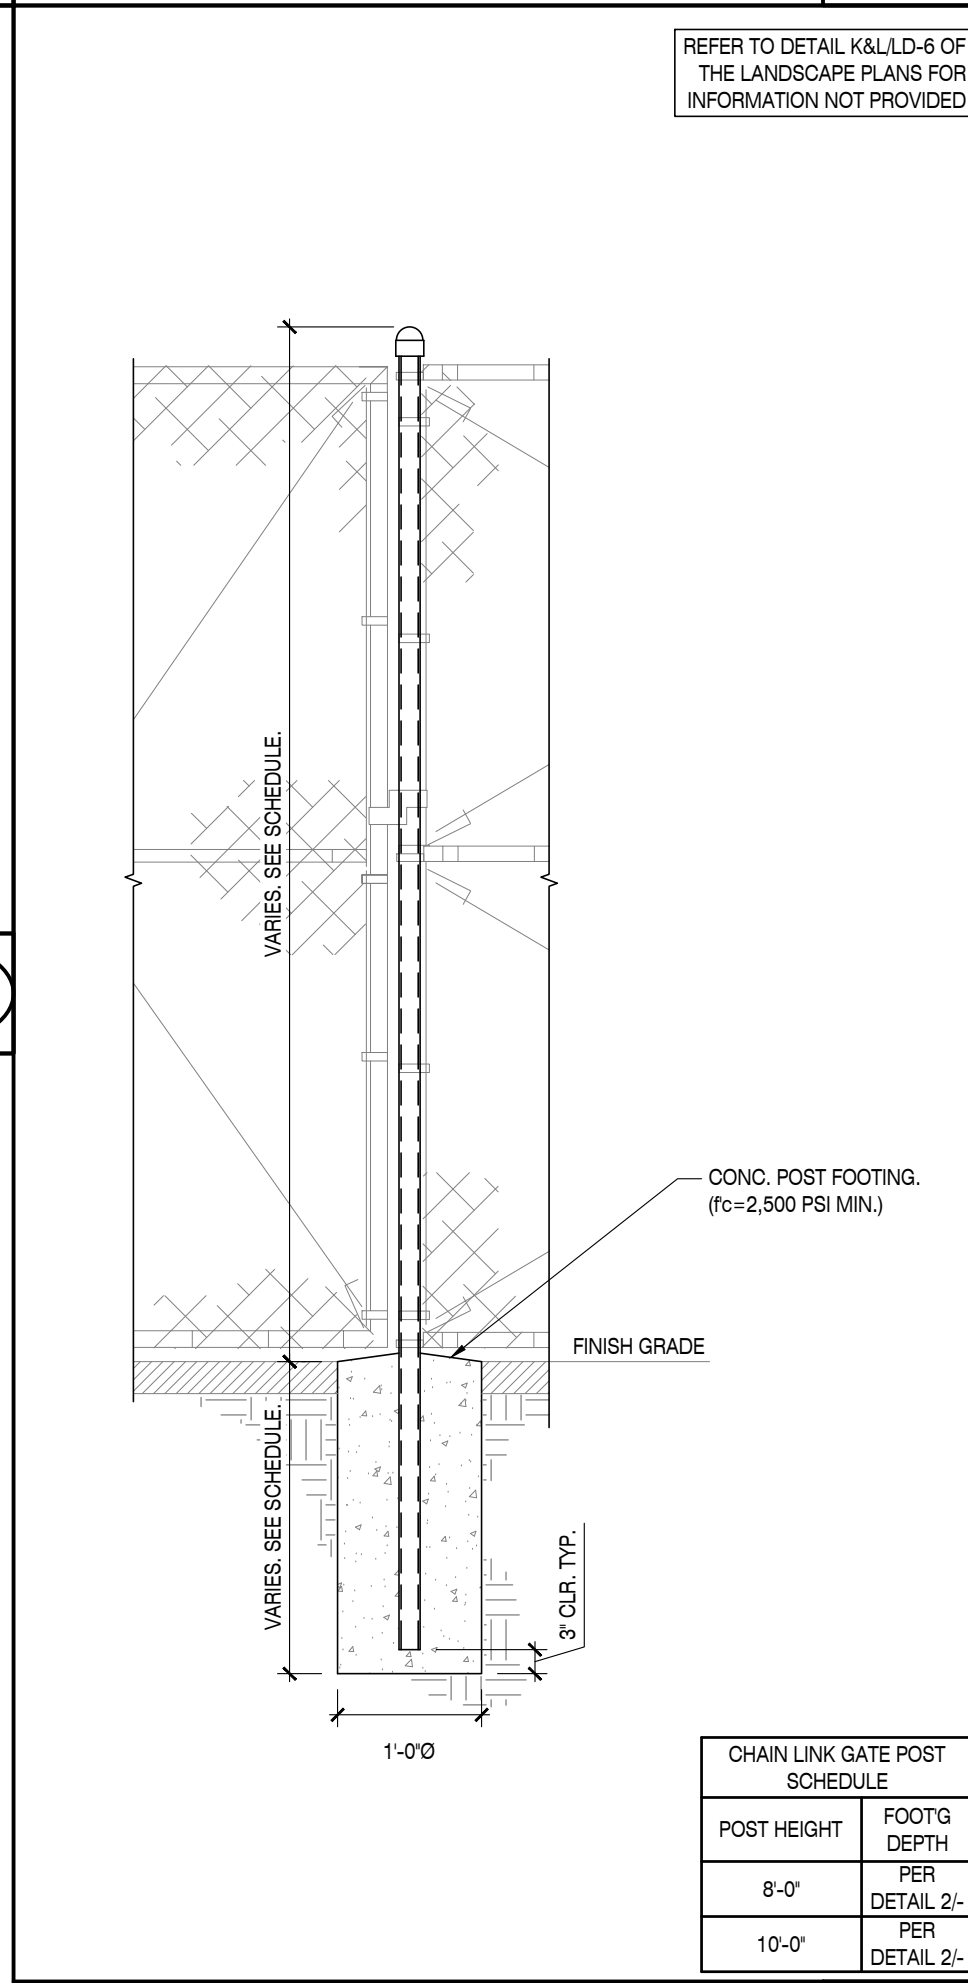 REFER TO DETAIL K&L/LD-6 OF
THE LANDSCAPE PLANS FOR
INFORMATION NOT PROVIDED
VARIES. SEE SCHEDULE.
CONC. POST FOOTING.
(f'c=2,500 PSI MIN.)
FINISH GRADE
VARIES. SEE SCHEDULE.
3" CLR. TYP.
1'-0"Ø
CHAIN LINK GATE POST
SCHEDULE
POST HEIGHT
FOOT'G
DEPTH
8'-0"
PER
DETAIL 2/-
10'-0"
PER
DETAIL 2/-